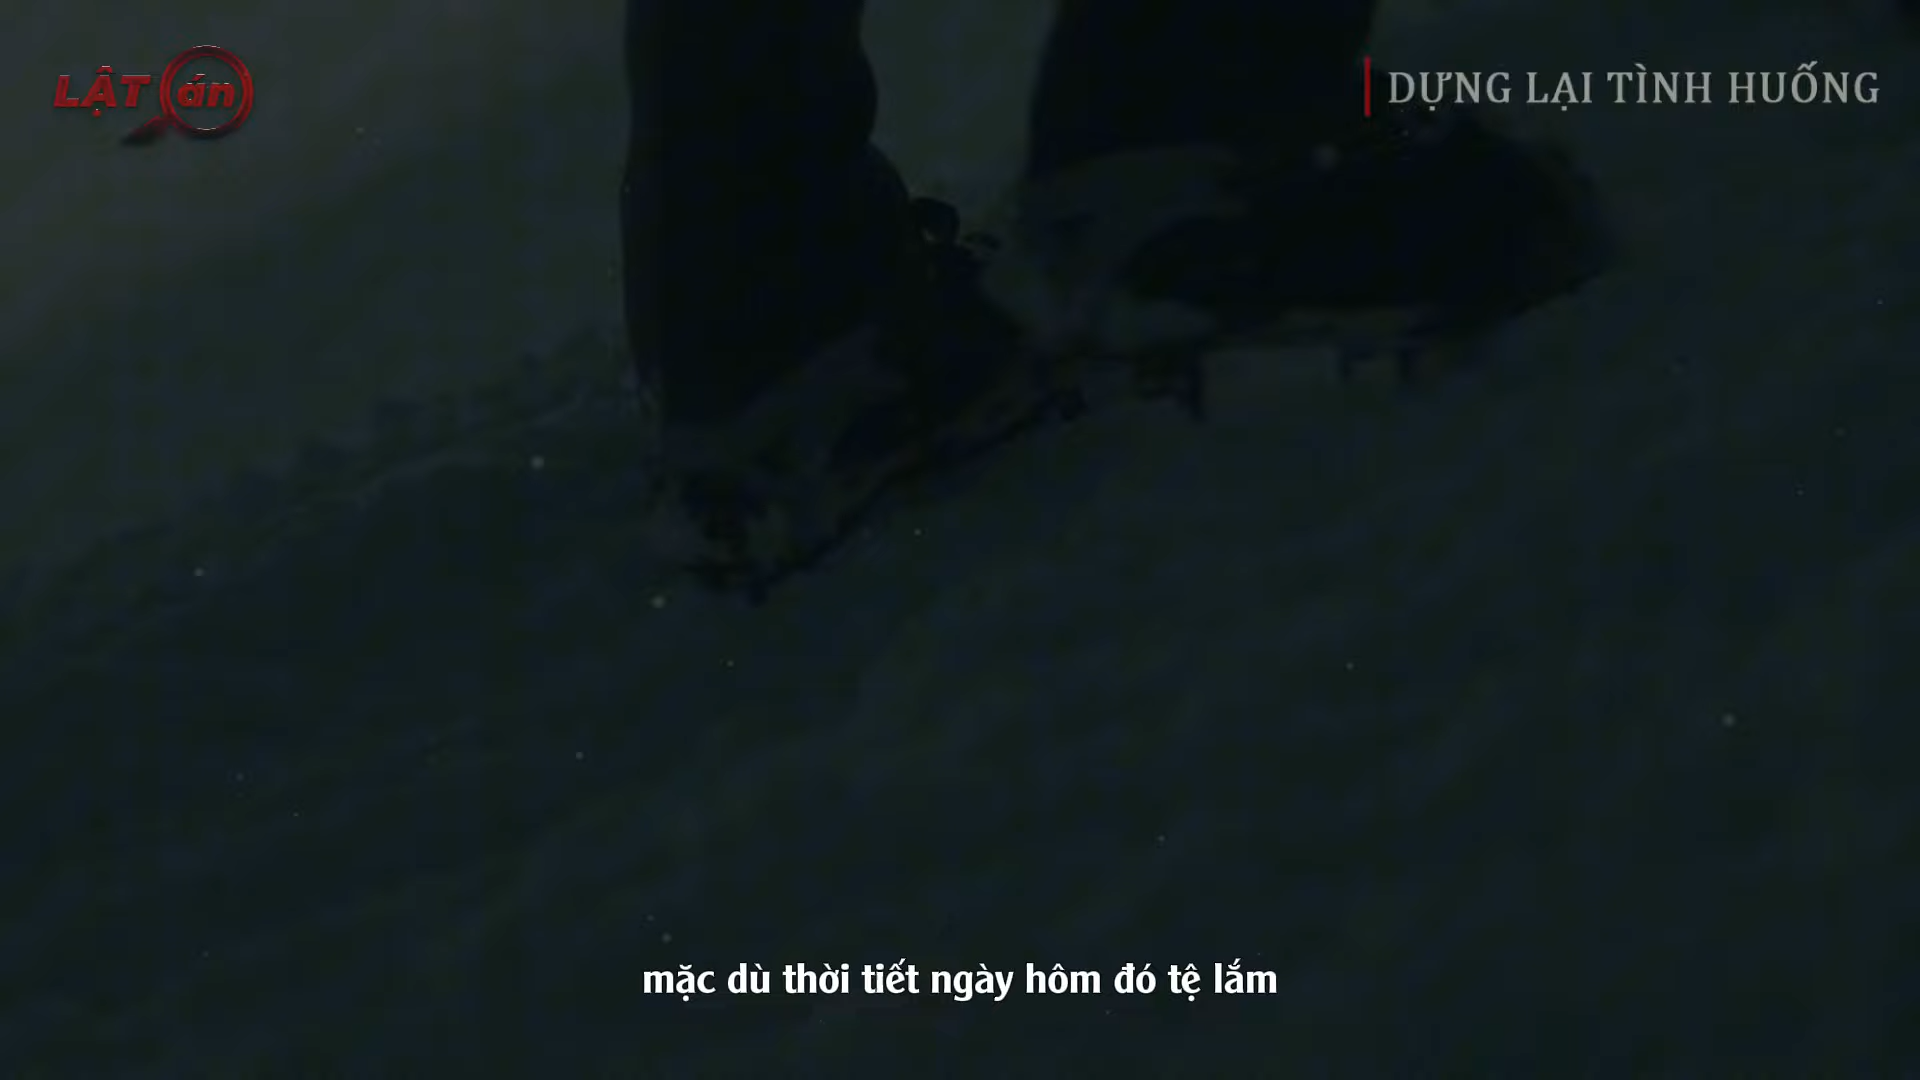 LẬT án
DỰNG LẠI TÌNH HUỐNG
mặc dù thời tiết ngày hôm đó tệ lắm